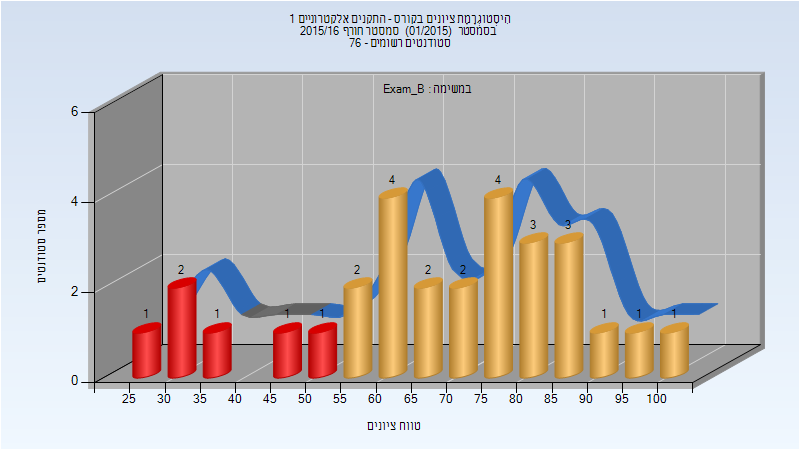 היסטוגרמת ציונים בקורס - התקנים אלקטרוניים 1
בסמסטר (01/2015) סמסטר חורף 2015/16
סטודנטים רשומים - 76
במשימה : Exam_B
מספר סטודנטים
6
4
2
0
1 2 1 1 1 2 4 2 2 4 3 3 1 1 1
25 30 35 40 45 50 55 60 65 70 75 80 85 90 95 100
טווח ציונים